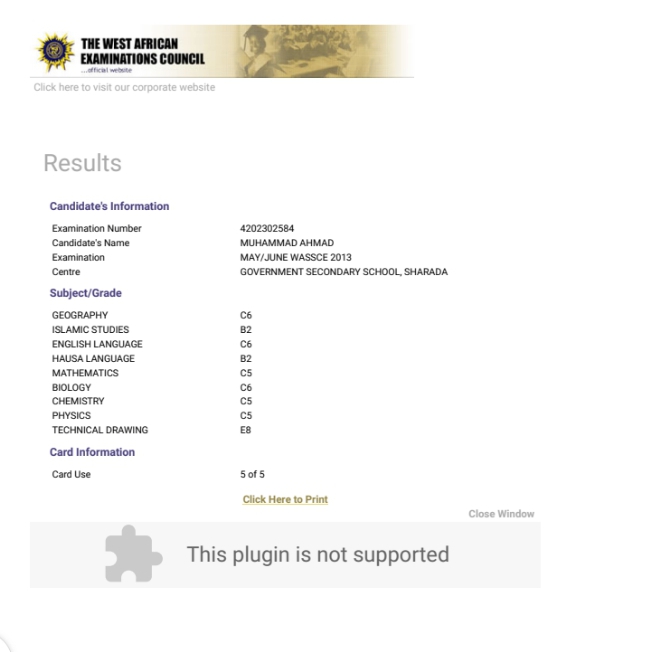 THE WEST AFRICAN
EXAMINATIONS COUNCIL
....official website
Click here to visit our corporate website
Results
Candidate's Information
Examination Number 4202302584
Candidate's Name MUHAMMAD AHMAD
Examination MAY/JUNE WASSCE 2013
Centre GOVERNMENT SECONDARY SCHOOL, SHARADA
Subject/Grade
GEOGRAPHY C6
ISLAMIC STUDIES B2
ENGLISH LANGUAGE C6
HAUSA LANGUAGE B2
MATHEMATICS C5
BIOLOGY C6
CHEMISTRY C5
PHYSICS C5
TECHNICAL DRAWING E8
Card Information
Card Use 5 of 5
Click Here to Print
Close Window
This plugin is not supported